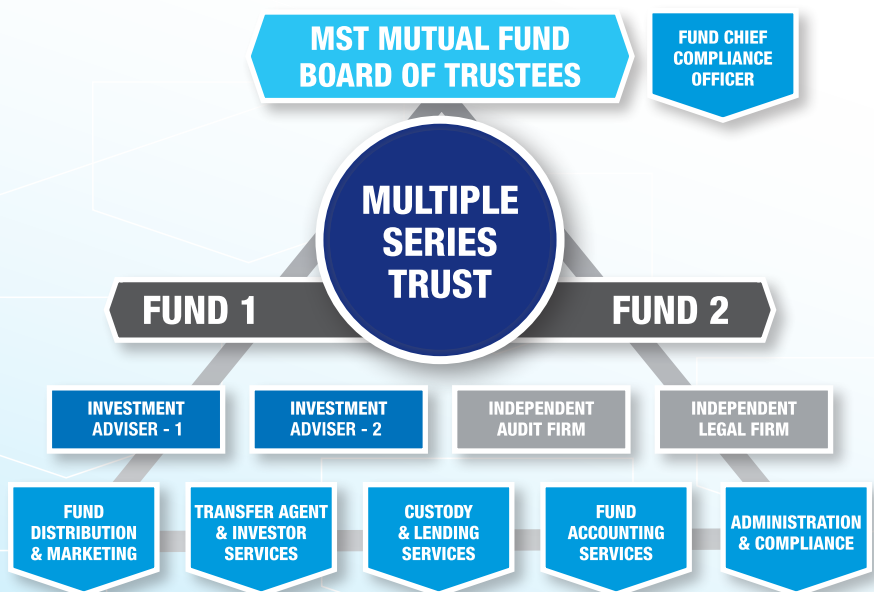 MST MUTUAL FUND
BOARD OF TRUSTEES
FUND CHIEF
COMPLIANCE
OFFICER
MULTIPLE
SERIES
TRUST
FUND 1
FUND 2
INVESTMENT
ADVISER - 1
INVESTMENT
ADVISER - 2
INDEPENDENT
AUDIT FIRM
INDEPENDENT
LEGAL FIRM
FUND
DISTRIBUTION
& MARKETING
TRANSFER AGENT
& INVESTOR
SERVICES
CUSTODY
& LENDING
SERVICES
FUND
ACCOUNTING
SERVICES
ADMINISTRATION
& COMPLIANCE